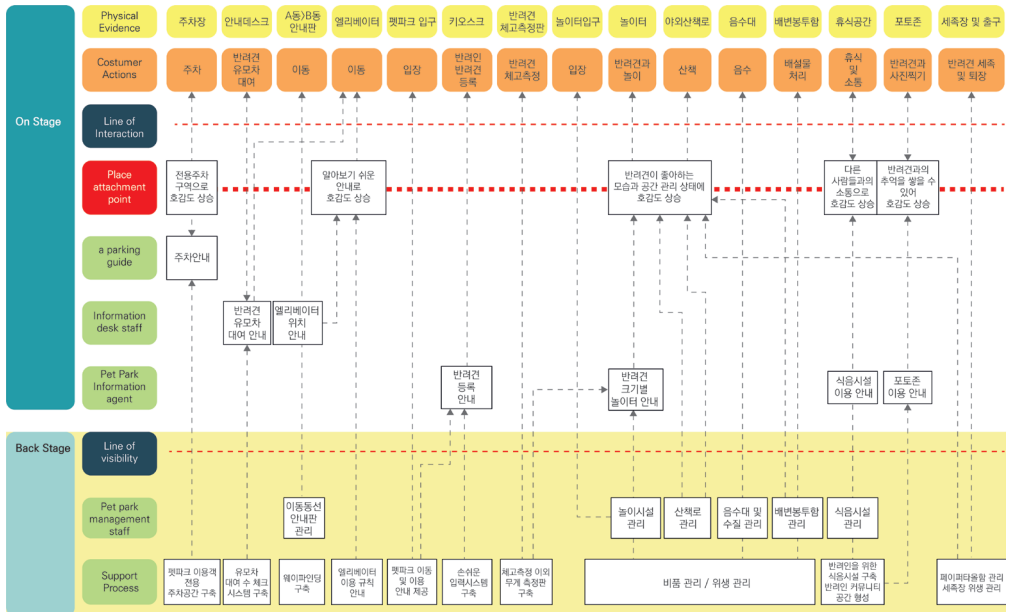 Physical
Evidence
주차장
안내데스크
A동>B동
안내판
엘리베이터
펫파크 입구
키오스크
반려견
체고측정판
놀이터입구
놀이터
야외산책로
음수대
배변봉투함
휴식공간
포토존
세족장 및 출구
Costumer
Actions
주차
반려견
유모차
대여
이동
이동
입장
반려인
반려견
등록
반려견
체고측정
입장
반려견과
놀이
산책
음수
배설물
처리
휴식
및
소통
반려견과
사진찍기
반려견 세족
및 퇴장
On Stage
Line of
Interaction
Place
attachment
point
전용주차
구역으로
호감도 상승
알아보기 쉬운
안내로
호감도 상승
반려견이 좋아하는
모습과 공간 관리 상태에
호감도 상승
다른
사람들과의
소통으로
호감도 상승
반려견과의
추억을 쌓을 수
있어
호감도 상승
a parking
guide
주차안내
Information
desk staff
반려견
유모차
대여 안내
엘리베이터
위치
안내
Pet Park
Information
agent
반려견
등록
안내
반려견
크기별
놀이터 안내
식음시설
이용 안내
포토존
이용 안내
Back Stage
Line of
visibility
Pet park
management
staff
이동동선
안내판
관리
놀이시설
관리
산책로
관리
음수대 및
수질 관리
배변봉투함
관리
식음시설
관리
Support
Process
펫파크 이용객
전용
주차공간 구축
유모차
대여 수 체크
시스템 구축
웨이파인딩
구축
엘리베이터
이용 규칙
안내
펫파크 이동
및 이용
안내 제공
손쉬운
입력시스템
구축
체고측정 이외
무게 측정판
구축
비품 관리 / 위생 관리
반려인을 위한
식음시설 구축
반려인 커뮤니티
공간 형성
페이퍼타올함 관리
세족장 위생 관리